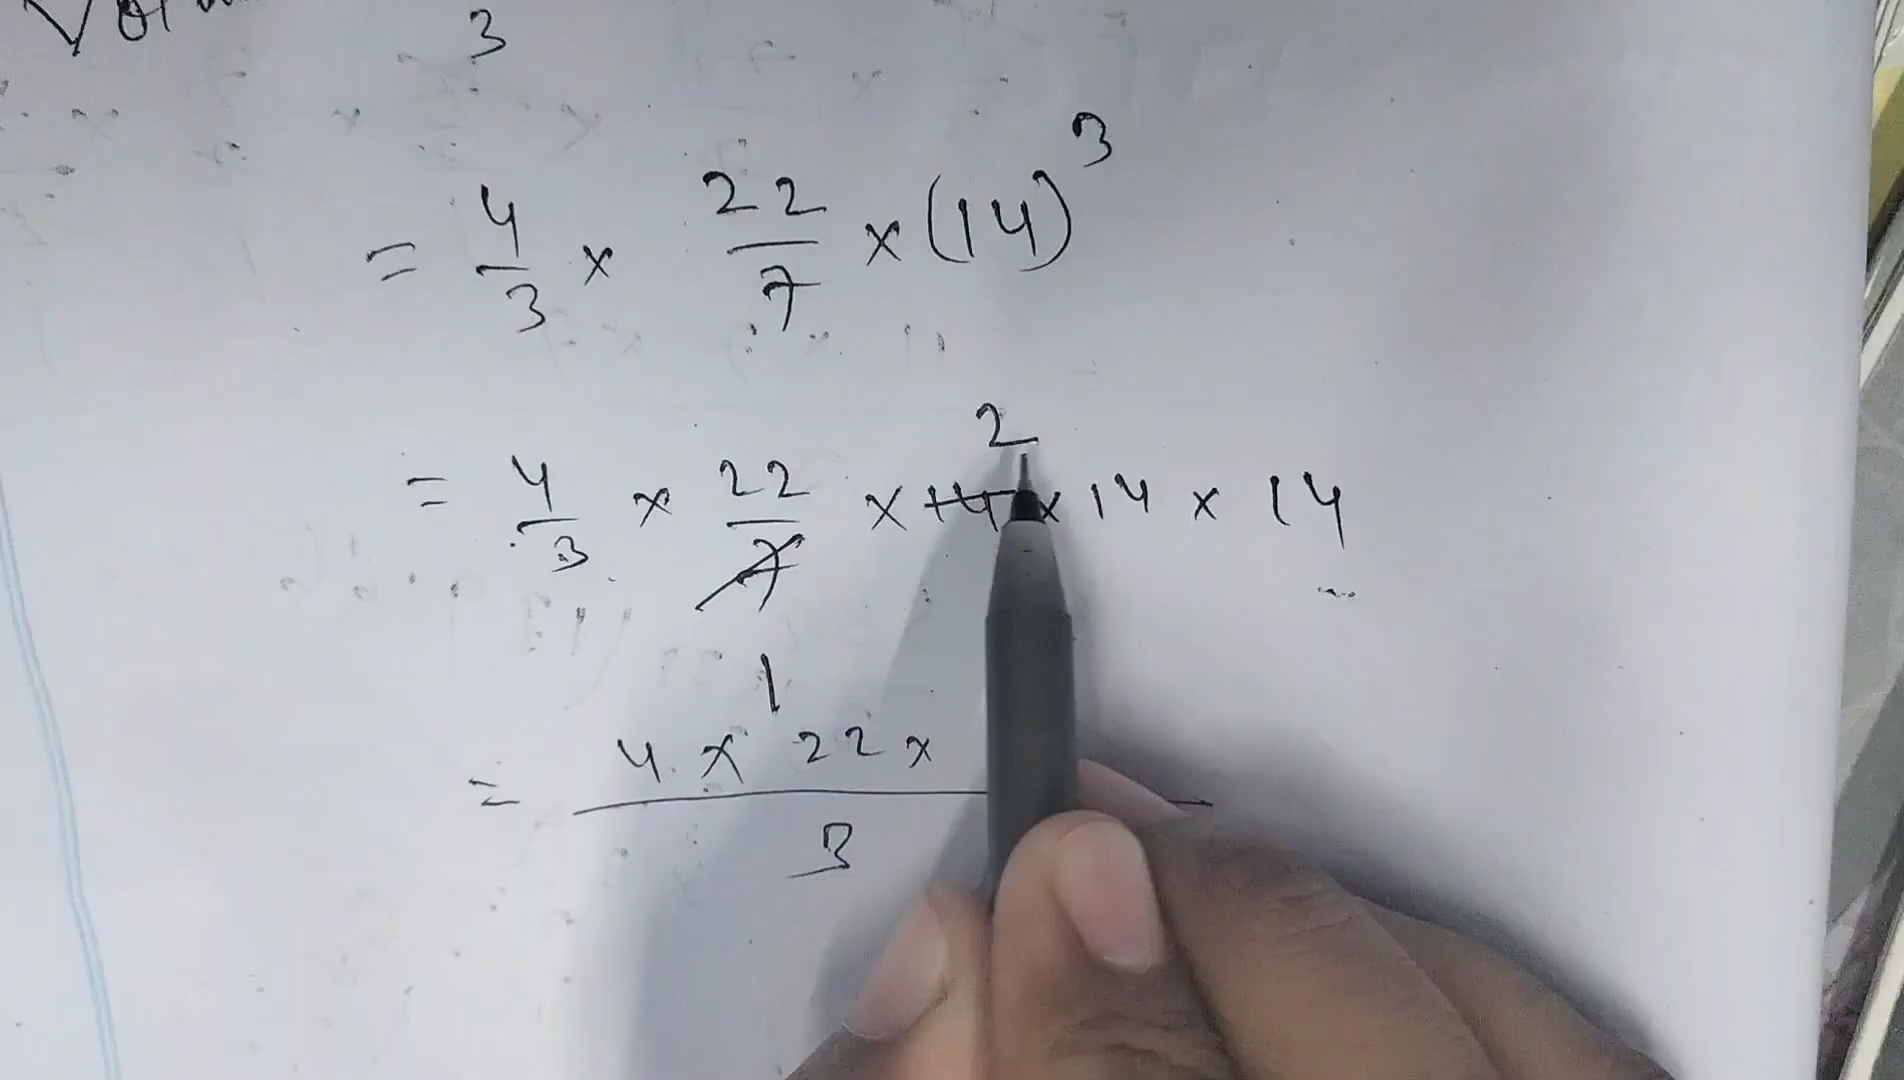 3
= 4/3 × 22/7 × (14)^3
2
= 4/3 × 22/7 × 14 × 14 × 14
1
= 4 × 22 ×
3